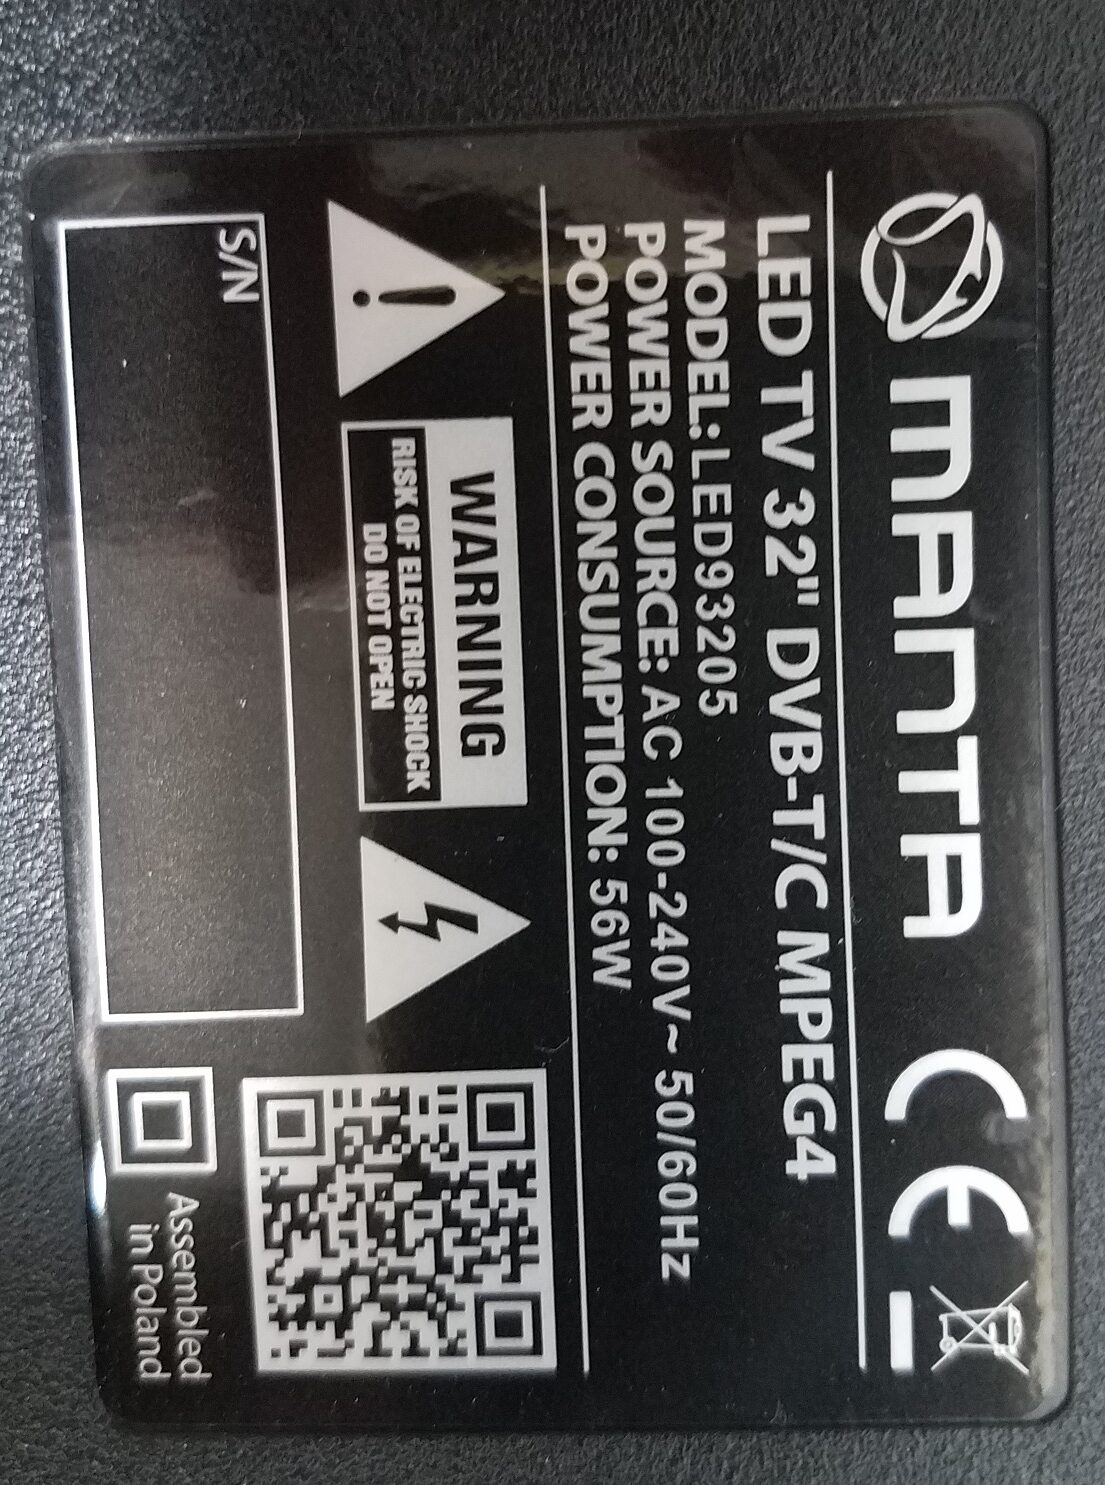 MANTA CE
LED TV 32" DVB-T/C MPEG4
MODEL: LED93205
POWER SOURCE: AC 100-240V~ 50/60Hz
POWER CONSUMPTION: 56W
WARNING
RISK OF ELECTRIC SHOCK
DO NOT OPEN
S/N
Assembled
in Poland